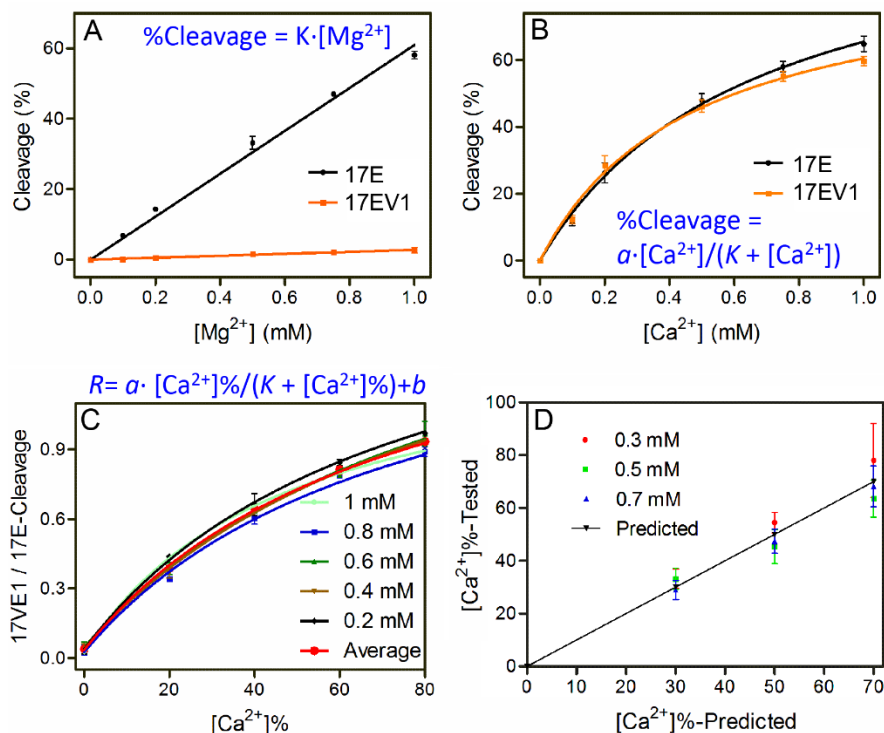 A
%Cleavage = K·[Mg²⁺]
Cleavage (%)
60
40
20
0
17E
17EV1
0.0 0.2 0.4 0.6 0.8 1.0
[Mg²⁺] (mM)
B
Cleavage (%)
60
40
20
0
17E
17EV1
%Cleavage =
a·[Ca²⁺]/(K + [Ca²⁺])
0.0 0.2 0.4 0.6 0.8 1.0
[Ca²⁺] (mM)
R= a· [Ca²⁺]%/(K + [Ca²⁺]%)+b
C
17VE1 / 17E-Cleavage
0.9
0.6
0.3
0.0
1 mM
0.8 mM
0.6 mM
0.4 mM
0.2 mM
Average
0 20 40 60 80
[Ca²⁺]%
D
[Ca²⁺]%-Tested
100
80
60
40
20
0
0.3 mM
0.5 mM
0.7 mM
Predicted
0 10 20 30 40 50 60 70
[Ca²⁺]%-Predicted